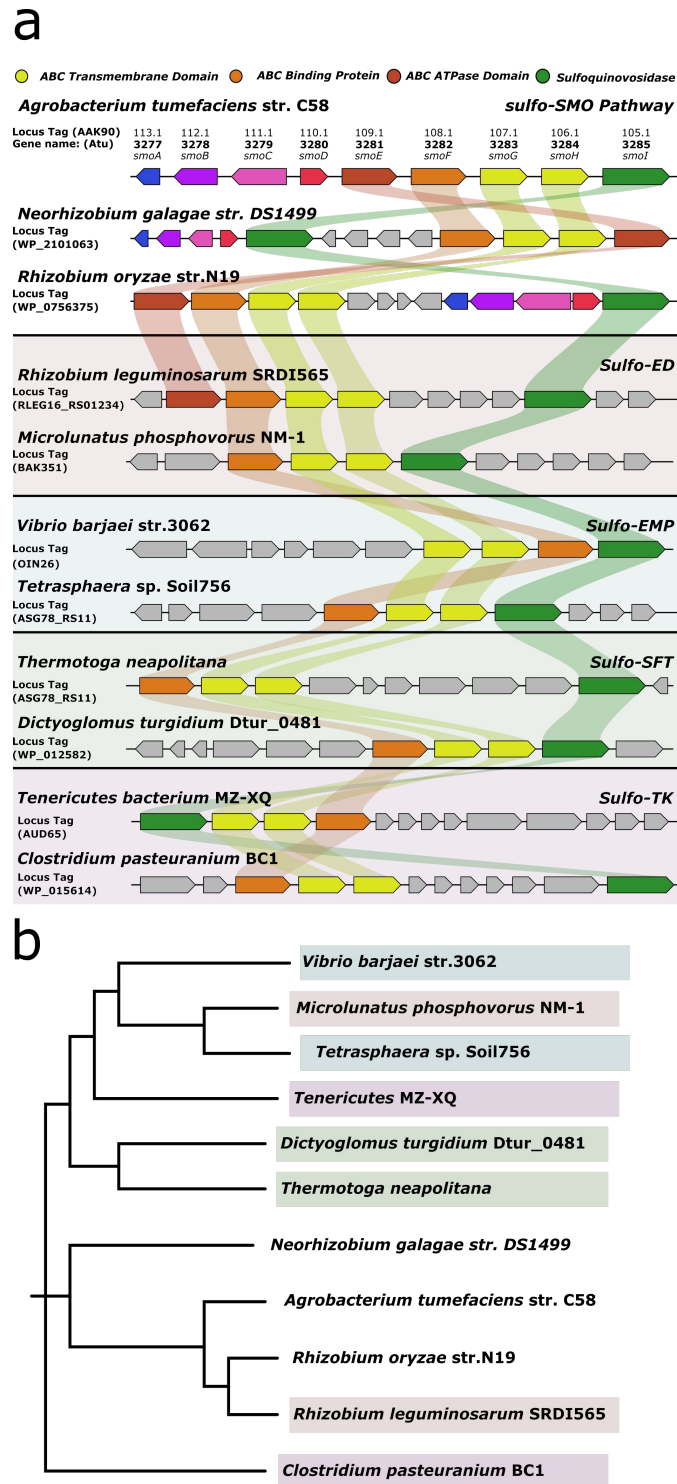 a
ABC Transmembrane Domain ABC Binding Protein ABC ATPase Domain Sulfoquinovosidase
Agrobacterium tumefaciens str. C58 sulfo-SMO Pathway
Locus Tag (AAK90) 113.1 112.1 111.1 110.1 109.1 108.1 107.1 106.1 105.1
Gene name: (Atu) 3277 3278 3279 3280 3281 3282 3283 3284 3285
smoA smoB smoC smoD smoE smoF smoG smoH smoI
Neorhizobium galagae str. DS1499
Locus Tag
(WP_2101063)
Rhizobium oryzae str.N19
Locus Tag
(WP_0756375)
Rhizobium leguminosarum SRDI565 Sulfo-ED
Locus Tag
(RLEG16_RS01234)
Microlunatus phosphovorus NM-1
Locus Tag
(BAK351)
Vibrio barjaei str.3062 Sulfo-EMP
Locus Tag
(OIN26)
Tetrasphaera sp. Soil756
Locus Tag
(ASG78_RS11)
Thermotoga neapolitana Sulfo-SFT
Locus Tag
(ASG78_RS11)
Dictyoglomus turgidium Dtur_0481
Locus Tag
(WP_012582)
Tenericutes bacterium MZ-XQ Sulfo-TK
Locus Tag
(AUD65)
Clostridium pasteuranium BC1
Locus Tag
(WP_015614)
b
Vibrio barjaei str.3062
Microlunatus phosphovorus NM-1
Tetrasphaera sp. Soil756
Tenericutes MZ-XQ
Dictyoglomus turgidium Dtur_0481
Thermotoga neapolitana
Neorhizobium galagae str. DS1499
Agrobacterium tumefaciens str. C58
Rhizobium oryzae str.N19
Rhizobium leguminosarum SRDI565
Clostridium pasteuranium BC1